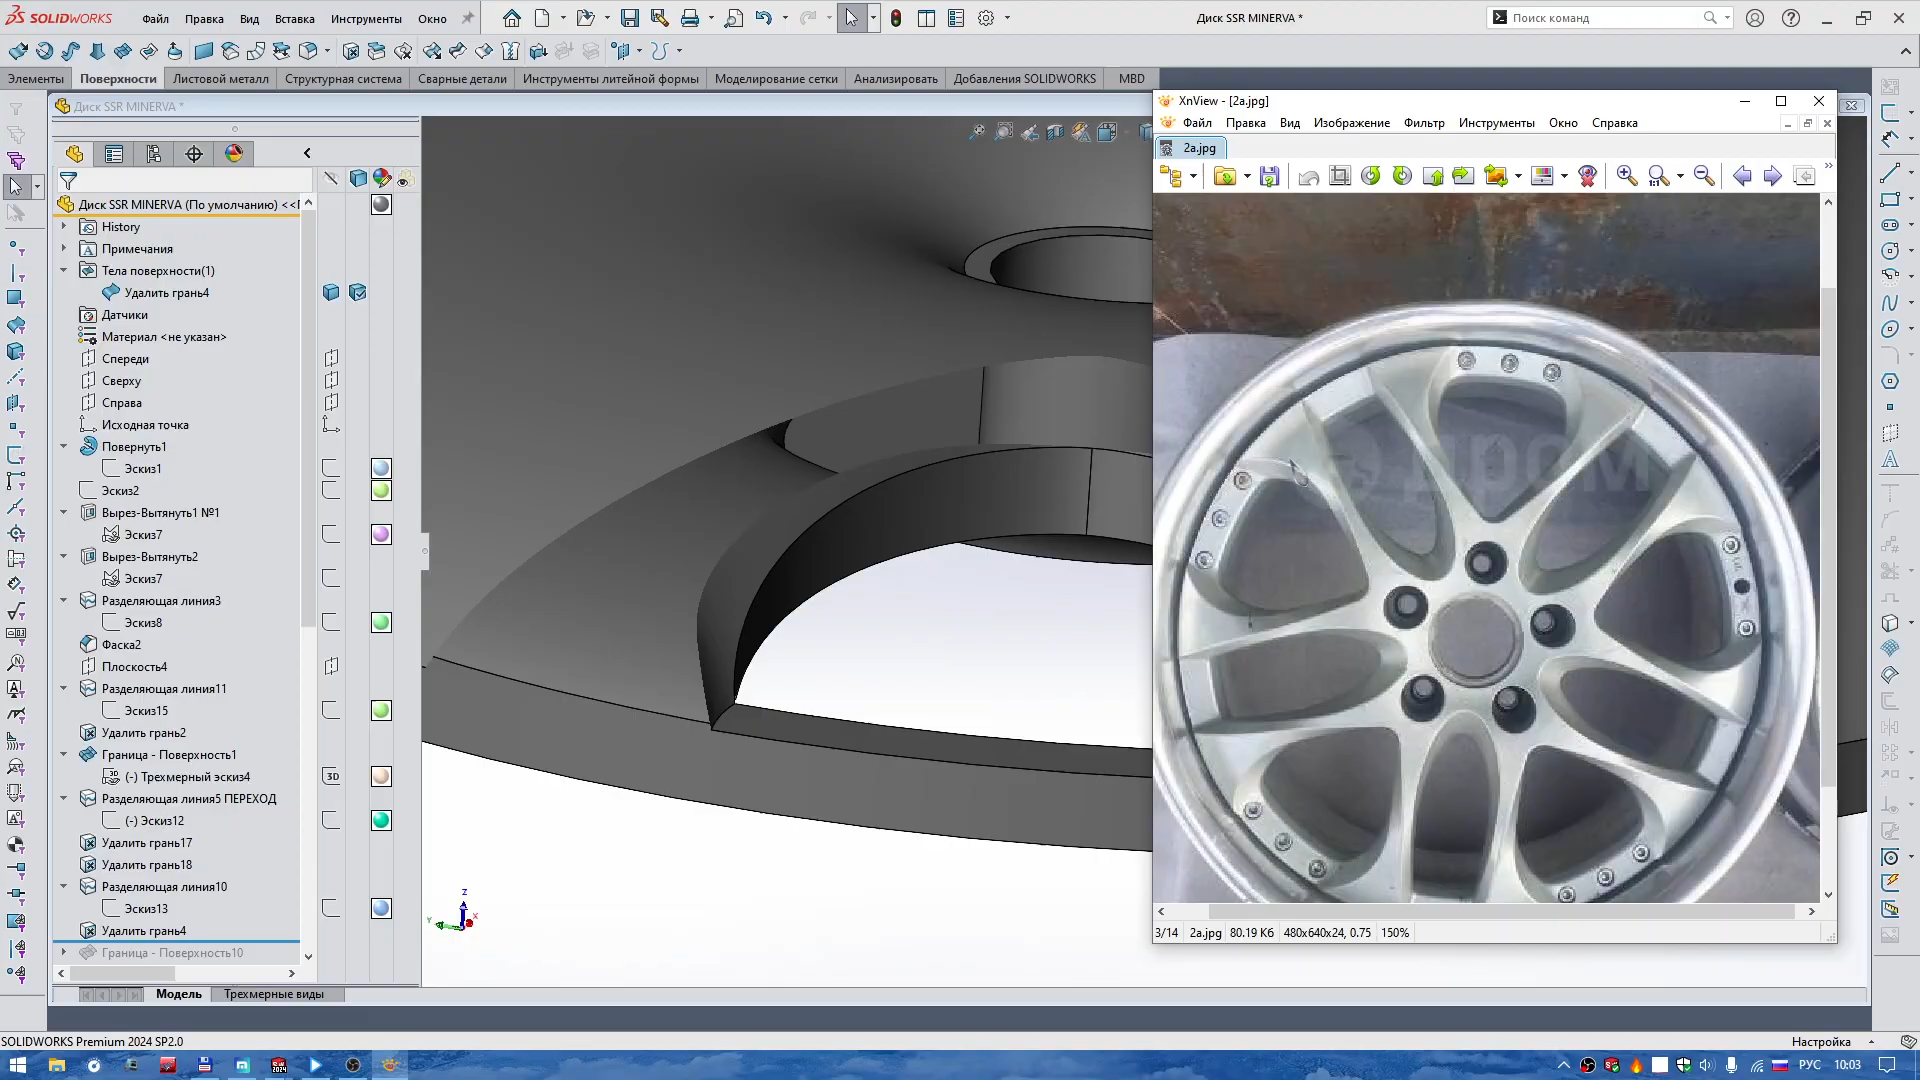 SOLIDWORKS
Файл Правка Вид Вставка Инструменты Окно
Диск SSR MINERVA *
Поиск команд
Элементы Поверхности Листовой металл Структурная система Сварные детали Инструменты литейной формы Моделирование сетки Анализировать Добавления SOLIDWORKS MBD
Диск SSR MINERVA *
Диск SSR MINERVA (По умолчанию) <<
History
Примечания
Тела поверхности(1)
Удалить грань4
Датчики
Материал <не указан>
Спереди
Сверху
Справа
Исходная точка
Повернуть1
Эскиз1
Эскиз2
Вырез-Вытянуть1 №1
Эскиз7
Вырез-Вытянуть2
Эскиз7
Разделяющая линия3
Эскиз8
Фаска2
Плоскость4
Разделяющая линия11
Эскиз15
Удалить грань2
Граница - Поверхность1
(-) Трехмерный эскиз4
3D
Разделяющая линия5 ПЕРЕХОД
(-) Эскиз12
Удалить грань17
Удалить грань18
Разделяющая линия10
Эскиз13
Удалить грань4
Граница - Поверхность10
Модель Трехмерные виды
Z
Y
X
XnView - [2a.jpg]
Файл Правка Вид Изображение Фильтр Инструменты Окно Справка
2a.jpg
1:1
3/14 2a.jpg 80.19 Кб 480x640x24, 0.75 150%
SOLIDWORKS Premium 2024 SP2.0
Настройка
РУС 10:03